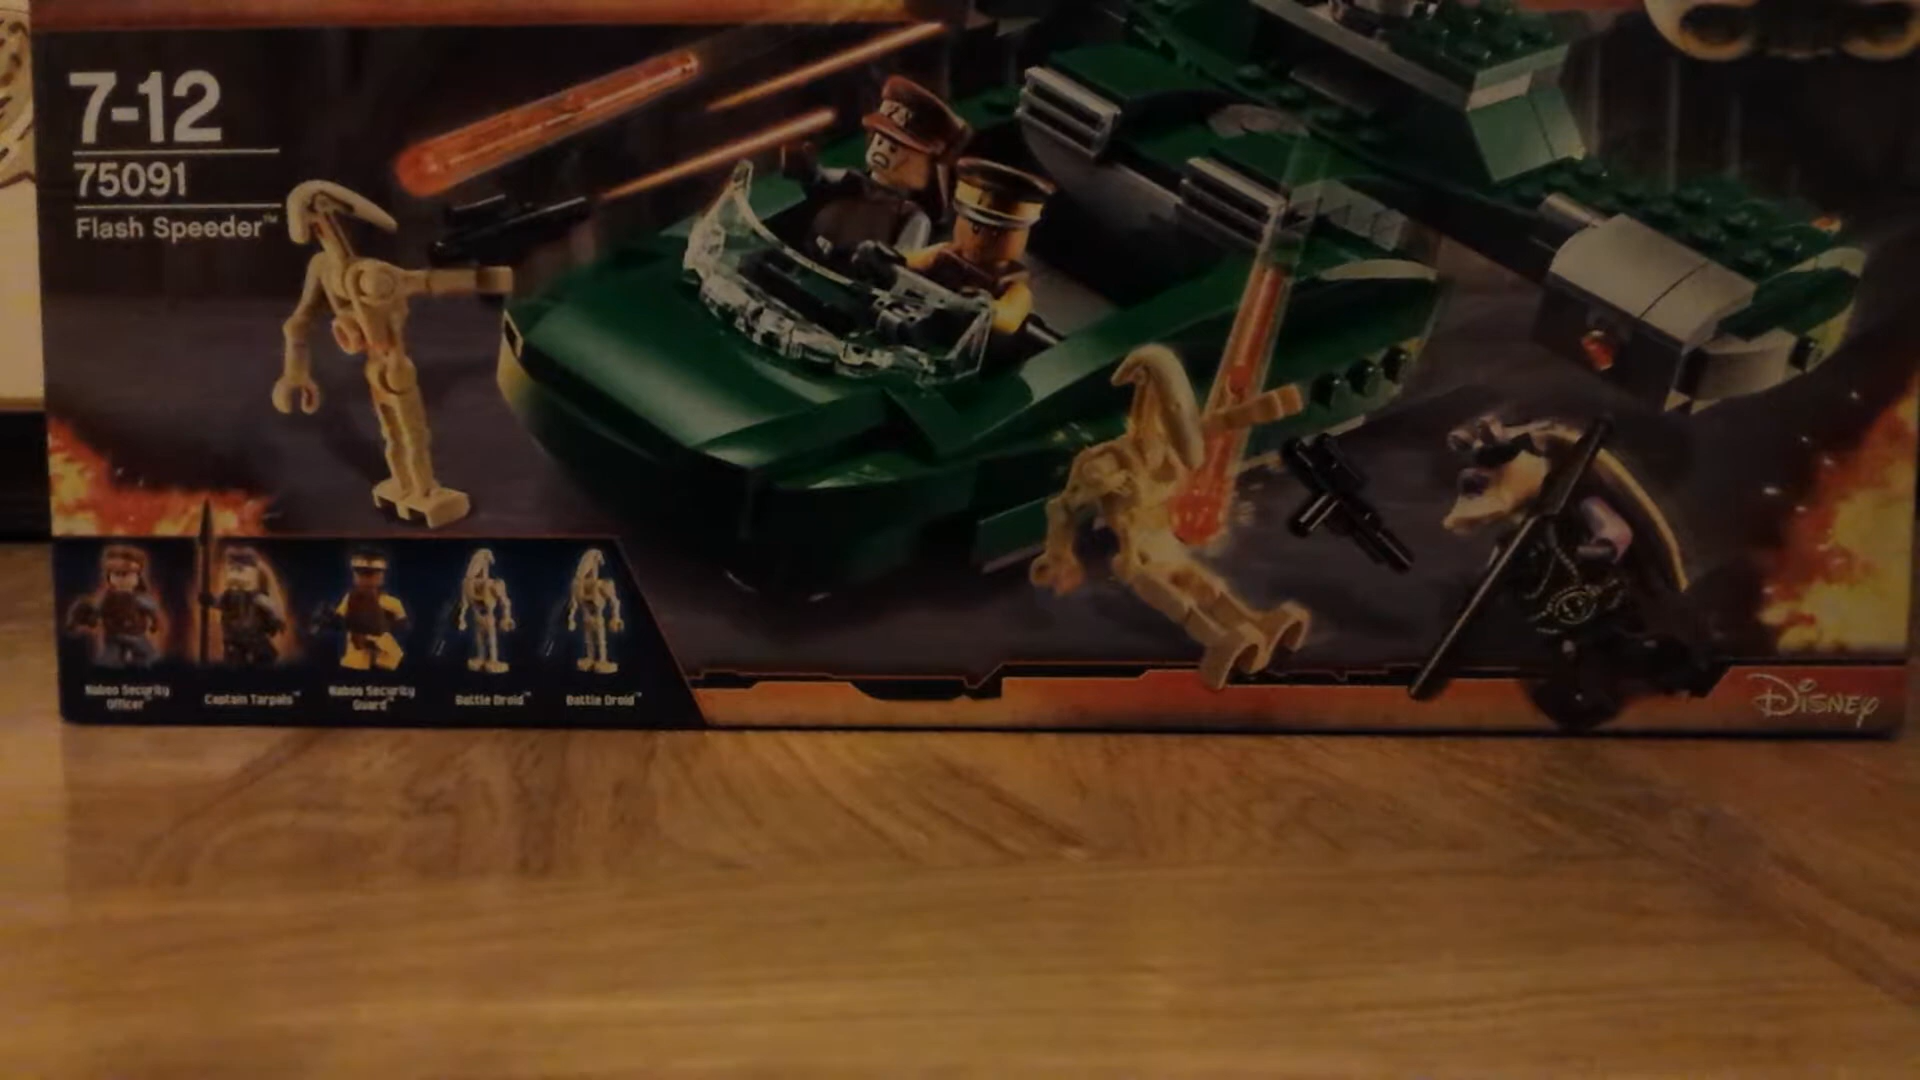 7-12
75091
Flash Speeder™
Naboo Security
Officer™
Captain Tarpals™
Naboo Security
Guard™
Battle Droid™
Battle Droid™
Disney